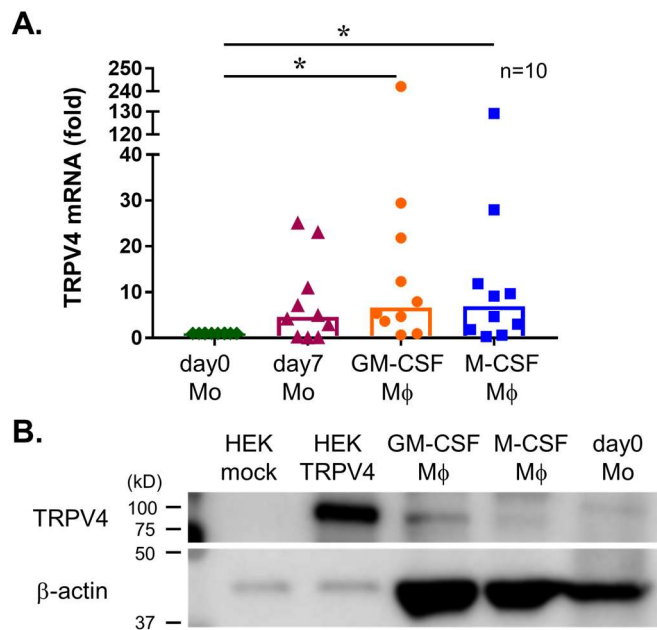 A.
*
*
n=10
TRPV4 mRNA (fold)
250
240
130
120
40
30
20
10
0
day0 Mo
day7 Mo
GM-CSF Mϕ
M-CSF Mϕ
B.
HEK mock
HEK TRPV4
GM-CSF Mϕ
M-CSF Mϕ
day0 Mo
(kD)
TRPV4
100
75
50
β-actin
37